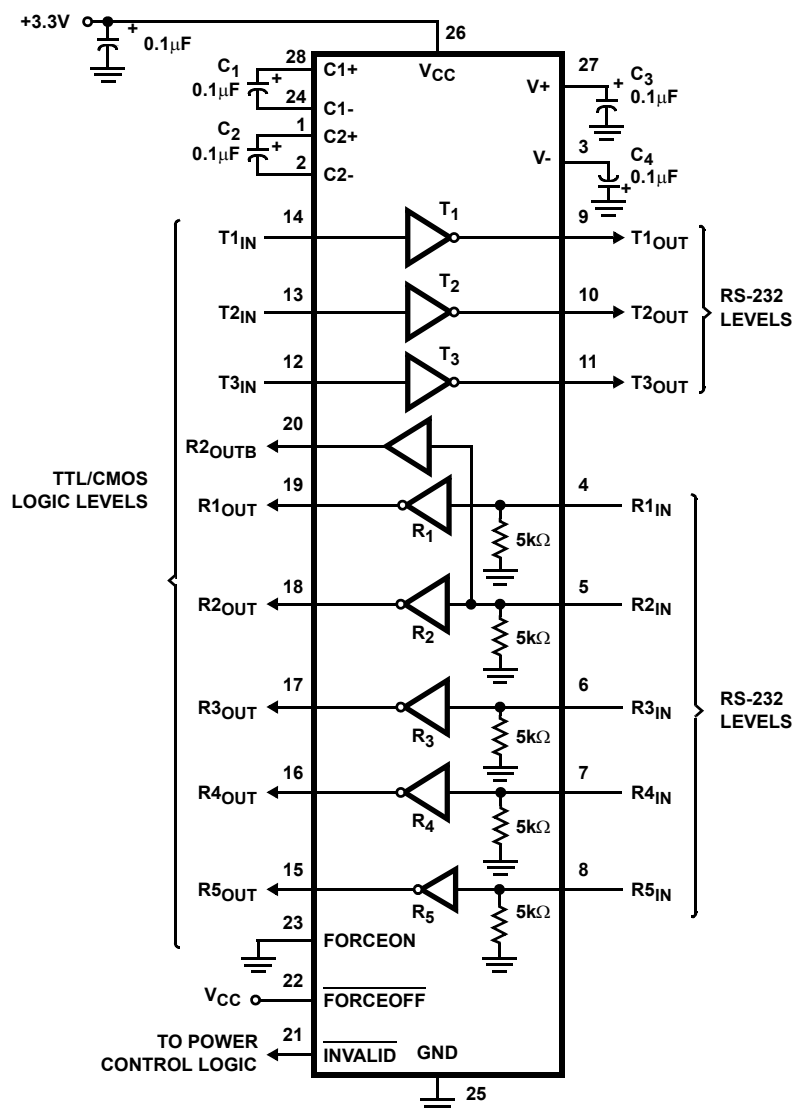 +3.3V
+
0.1μF
26
VCC
C1
0.1μF
+
28
C1+
24
C1-
C2
0.1μF
+
1
C2+
2
C2-
27
V+
+
C3
0.1μF
3
V-
C4
0.1μF
+
T1IN
14
T1
9
T1OUT
T2IN
13
T2
10
T2OUT
T3IN
12
T3
11
T3OUT
RS-232
LEVELS
R2OUTB
20
TTL/CMOS
LOGIC LEVELS
R1OUT
19
R1
5kΩ
4
R1IN
R2OUT
18
R2
5kΩ
5
R2IN
R3OUT
17
R3
5kΩ
6
R3IN
RS-232
LEVELS
R4OUT
16
R4
5kΩ
7
R4IN
R5OUT
15
R5
5kΩ
8
R5IN
23
FORCEON
VCC
22
FORCEOFF
TO POWER
CONTROL LOGIC
21
INVALID
GND
25